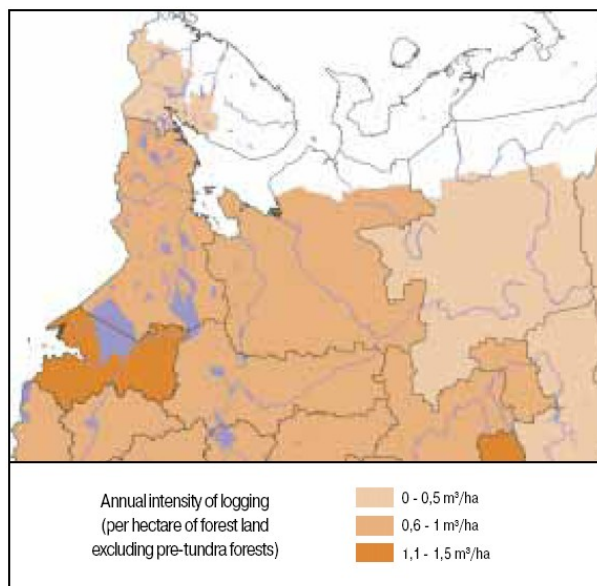 Annual intensity of logging
(per hectare of forest land
excluding pre-tundra forests)
0 - 0,5 m³/ha
0,6 - 1 m³/ha
1,1 - 1,5 m³/ha